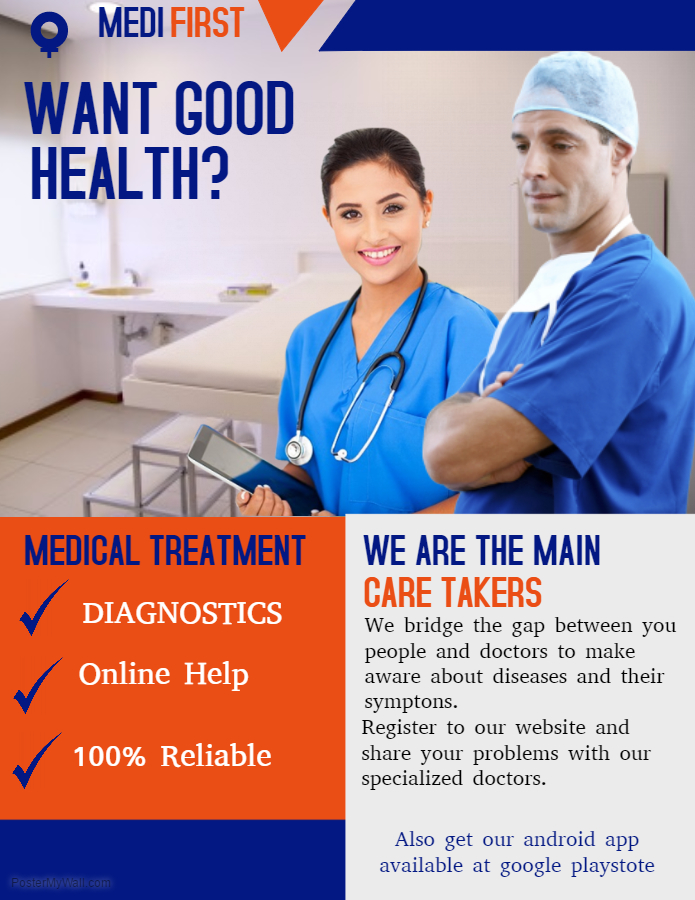 MEDI FIRST
WANT GOOD
HEALTH?
MEDICAL TREATMENT
DIAGNOSTICS
Online Help
100% Reliable
WE ARE THE MAIN
CARE TAKERS
We bridge the gap between you
people and doctors to make
aware about diseases and their
symptons.
Register to our website and
share your problems with our
specialized doctors.
Also get our android app
available at google playstote
PosterMyWall.com